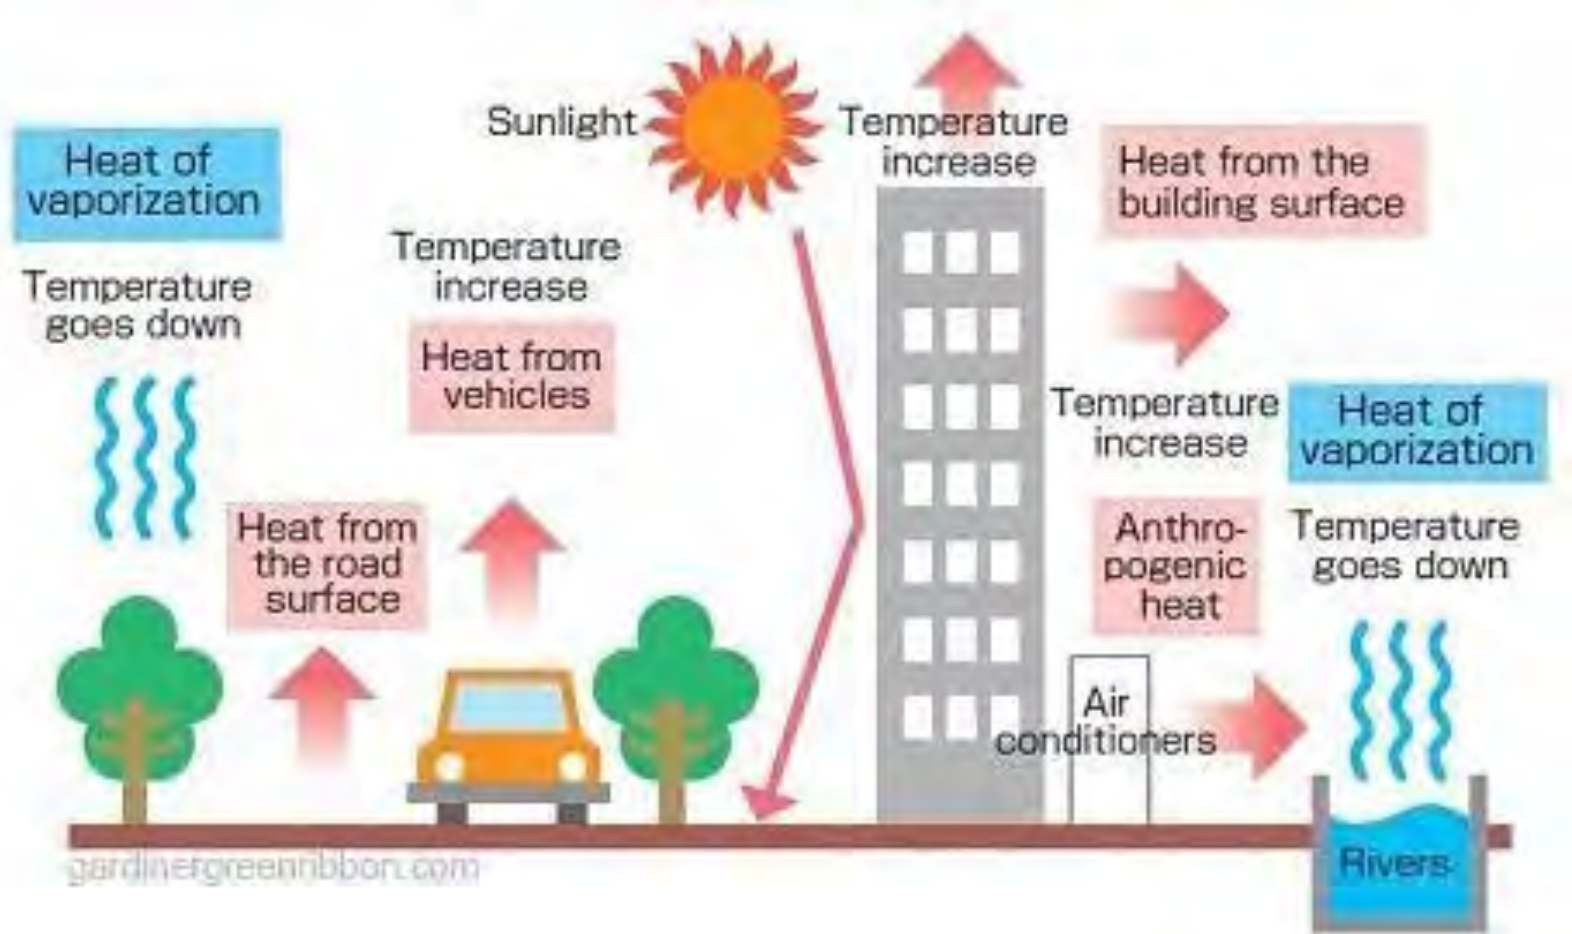 Sunlight
Temperature
increase
Heat from the
building surface
Heat of
vaporization
Temperature
goes down
Temperature
increase
Heat from
vehicles
Temperature
increase
Heat of
vaporization
Heat from
the road
surface
Anthro-
pogenic
heat
Temperature
goes down
Air
conditioners
Rivers
gardinergreenribbon.com